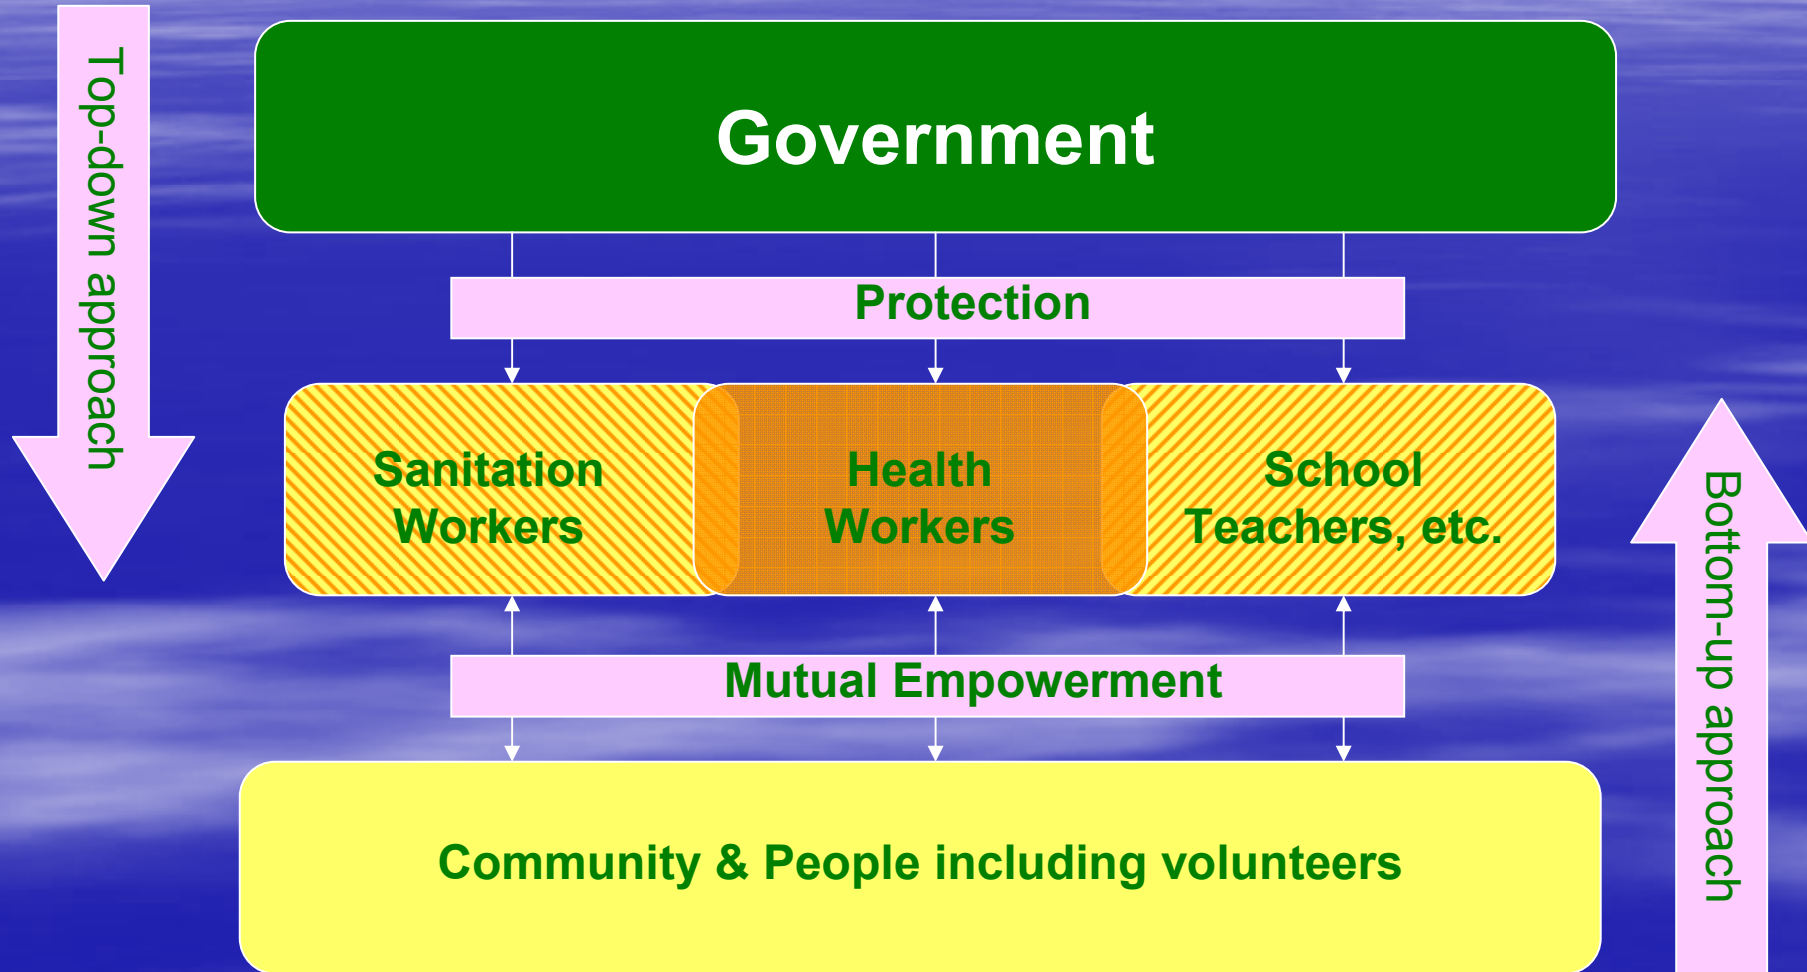 Top-down approach
Government
Protection
Sanitation
Workers
Health
Workers
School
Teachers, etc.
Mutual Empowerment
Community & People including volunteers
Bottom-up approach